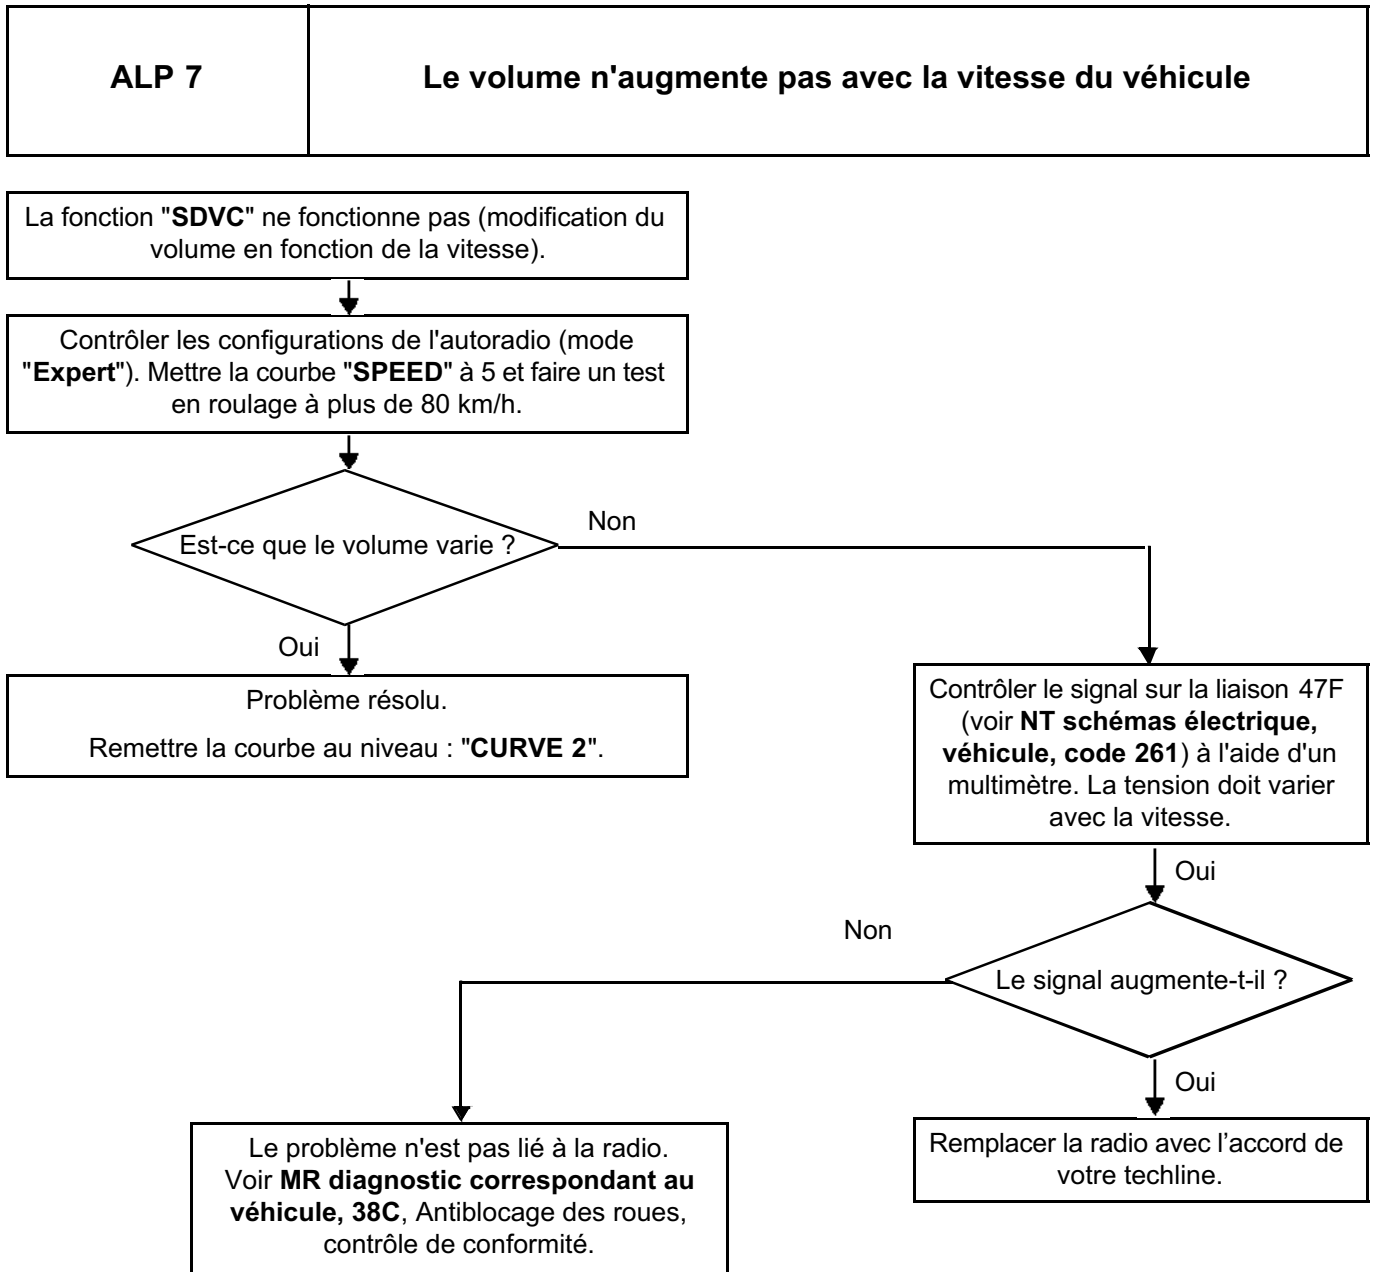 ALP 7
Le volume n'augmente pas avec la vitesse du véhicule
La fonction "SDVC" ne fonctionne pas (modification du
volume en fonction de la vitesse).
Contrôler les configurations de l'autoradio (mode
"Expert"). Mettre la courbe "SPEED" à 5 et faire un test
en roulage à plus de 80 km/h.
Est-ce que le volume varie ?
Non
Oui
Problème résolu.
Remettre la courbe au niveau : "CURVE 2".
Contrôler le signal sur la liaison 47F
(voir NT schémas électrique,
véhicule, code 261) à l'aide d'un
multimètre. La tension doit varier
avec la vitesse.
Oui
Non
Le signal augmente-t-il ?
Oui
Le problème n'est pas lié à la radio.
Voir MR diagnostic correspondant au
véhicule, 38C, Antiblocage des roues,
contrôle de conformité.
Remplacer la radio avec l’accord de
votre techline.